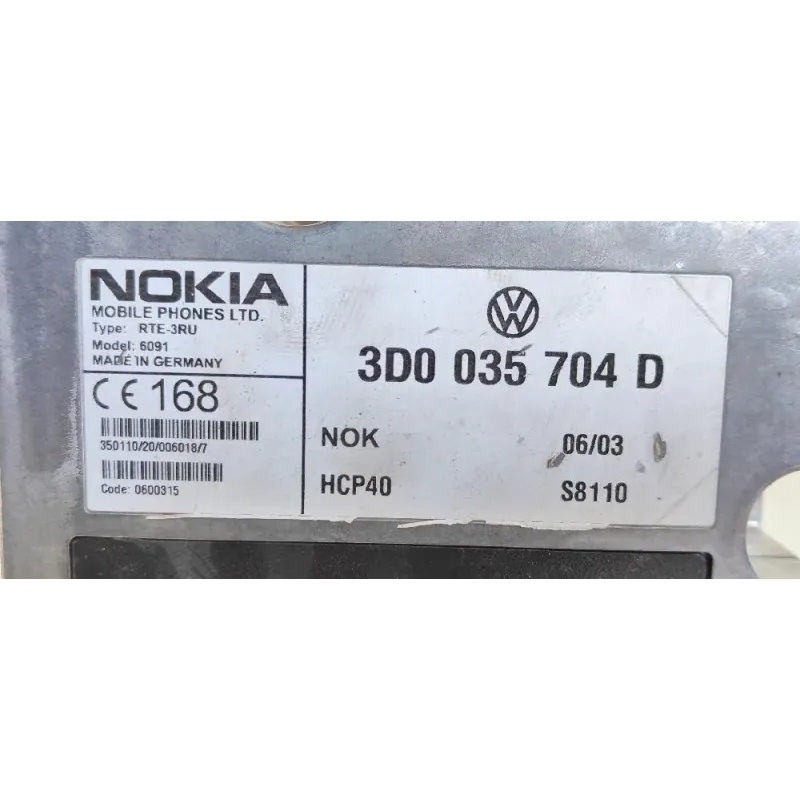 NOKIA
MOBILE PHONES LTD.
Type: RTE-3RU
Model: 6091
MADE IN GERMANY
CE 168
350110/20/006018/7
Code: 0600315
VW
3D0 035 704 D
NOK 06/03
HCP40 S8110